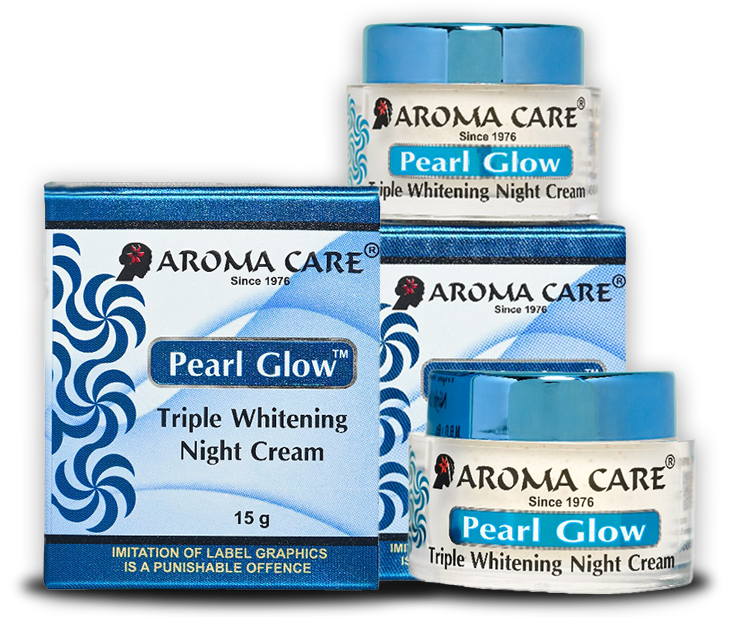 AROMA CARE®
Since 1976
Pearl Glow
Triple Whitening Night Cream
AROMA CARE®
Since 1976
Pearl Glow™
Triple Whitening
Night Cream
15 g
IMITATION OF LABEL GRAPHICS
IS A PUNISHABLE OFFENCE
AROMA CARE®
Since 1976
IMI
IS
AROMA CARE®
Since 1976
Pearl Glow
Triple Whitening Night Cream